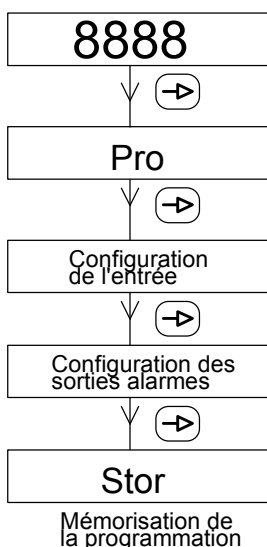 8888
Pro
Configuration
de l'entrée
Configuration des
sorties alarmes
Stor
Mémorisation de
la programmation